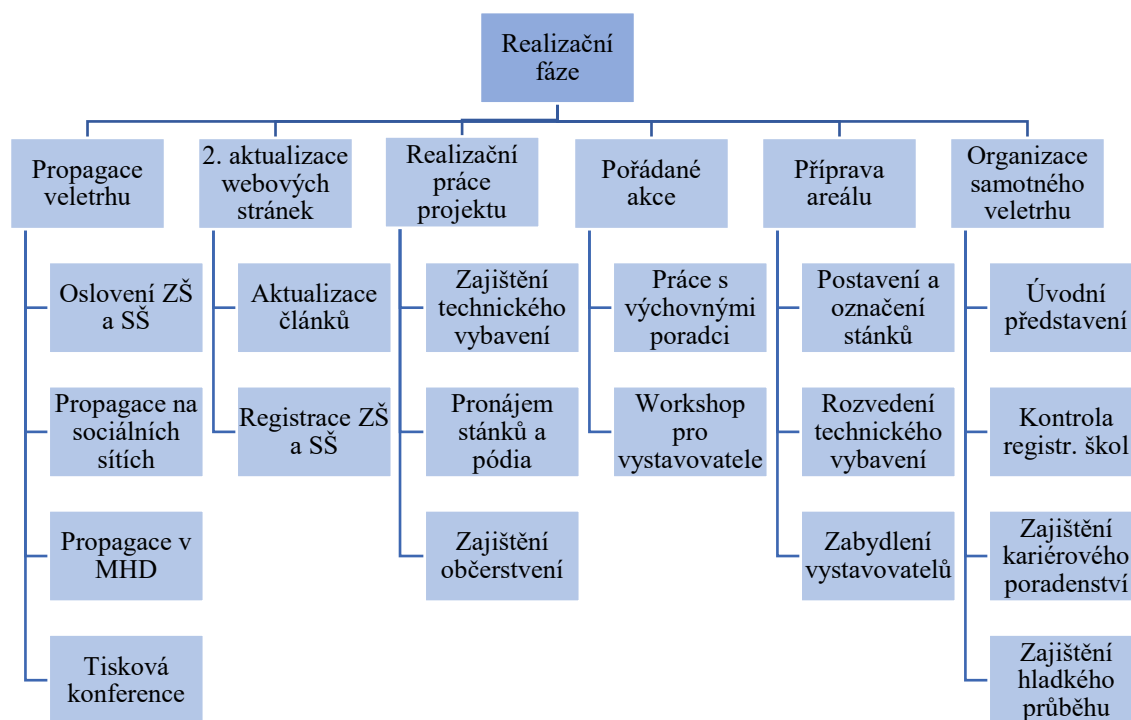 Realizační
fáze
Propagace
veletrhu
2. aktualizace
webových
stránek
Realizační
práce
projektu
Pořádané
akce
Příprava
areálu
Organizace
samotného
veletrhu
Oslovení ZŠ
a SŠ
Propagace na
sociálních
sítích
Propagace v
MHD
Tisková
konference
Aktualizace
článků
Registrace ZŠ
a SŠ
Zajištění
technického
vybavení
Pronájem
stánků a
pódia
Zajištění
občerstvení
Práce s
výchovnými
poradci
Workshop
pro
vystavovatele
Postavení a
označení
stánků
Rozvedení
technického
vybavení
Zabydlení
vystavovatelů
Úvodní
představení
Kontrola
registr. škol
Zajištění
kariérového
poradenství
Zajištění
hladkého
průběhu